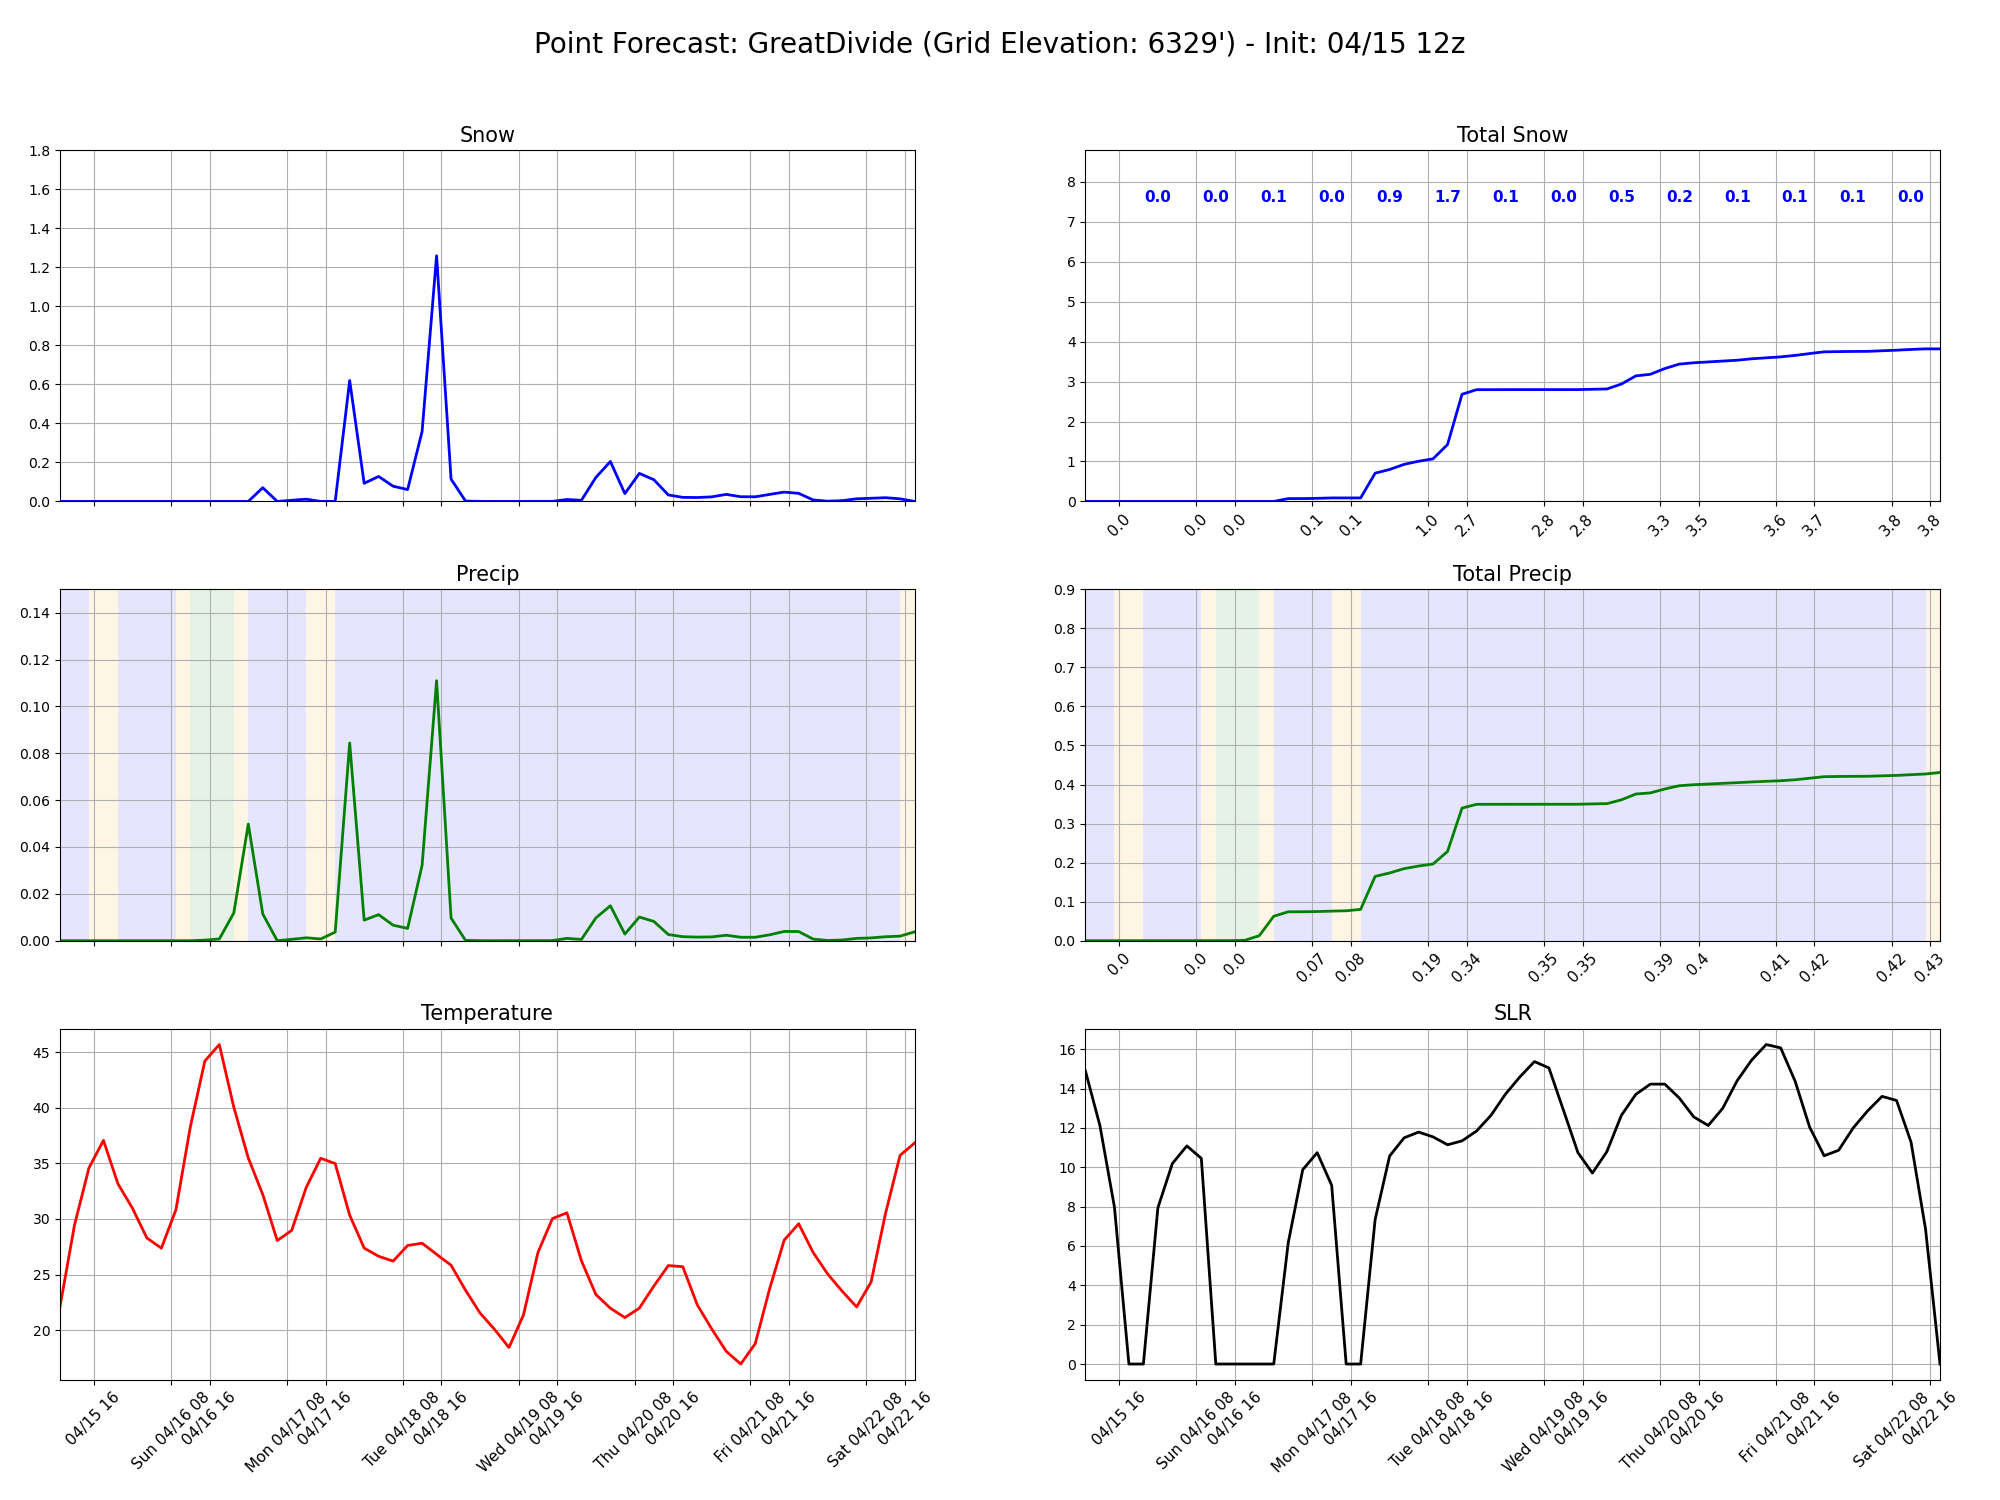 Point Forecast: GreatDivide (Grid Elevation: 6329') - Init: 04/15 12z
Snow
1.8
1.6
1.4
1.2
1.0
0.8
0.6
0.4
0.2
0.0
Total Snow
8
7
6
5
4
3
2
1
0
0.0 0.0 0.1 0.0 0.9 1.7 0.1 0.0 0.5 0.2 0.1 0.1 0.1 0.0
0.0 0.0 0.0 0.1 0.1 1.0 2.7 2.8 2.8 3.3 3.5 3.6 3.7 3.8 3.8
Precip
0.14
0.12
0.10
0.08
0.06
0.04
0.02
0.00
Total Precip
0.9
0.8
0.7
0.6
0.5
0.4
0.3
0.2
0.1
0.0
0.0 0.0 0.0 0.07 0.08 0.19 0.34 0.35 0.35 0.39 0.4 0.41 0.42 0.42 0.43
Temperature
45
40
35
30
25
20
04/15 16
Sun 04/16 08
04/16 16
Mon 04/17 08
04/17 16
Tue 04/18 08
04/18 16
Wed 04/19 08
04/19 16
Thu 04/20 08
04/20 16
Fri 04/21 08
04/21 16
Sat 04/22 08
04/22 16
SLR
16
14
12
10
8
6
4
2
0
04/15 16
Sun 04/16 08
04/16 16
Mon 04/17 08
04/17 16
Tue 04/18 08
04/18 16
Wed 04/19 08
04/19 16
Thu 04/20 08
04/20 16
Fri 04/21 08
04/21 16
Sat 04/22 08
04/22 16